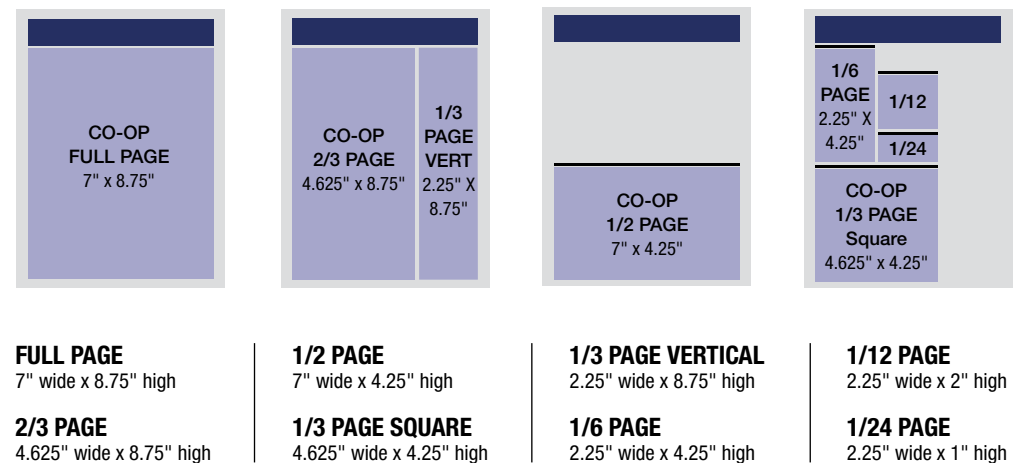 CO-OP
FULL PAGE
7" x 8.75"
CO-OP
2/3 PAGE
4.625" x 8.75"
1/3
PAGE
VERT
2.25" X
8.75"
CO-OP
1/2 PAGE
7" x 4.25"
1/6
PAGE
2.25" X
4.25"
1/12
1/24
CO-OP
1/3 PAGE
Square
4.625" x 4.25"
FULL PAGE
7" wide x 8.75" high
2/3 PAGE
4.625" wide x 8.75" high
1/2 PAGE
7" wide x 4.25" high
1/3 PAGE SQUARE
4.625" wide x 4.25" high
1/3 PAGE VERTICAL
2.25" wide x 8.75" high
1/6 PAGE
2.25" wide x 4.25" high
1/12 PAGE
2.25" wide x 2" high
1/24 PAGE
2.25" wide x 1" high